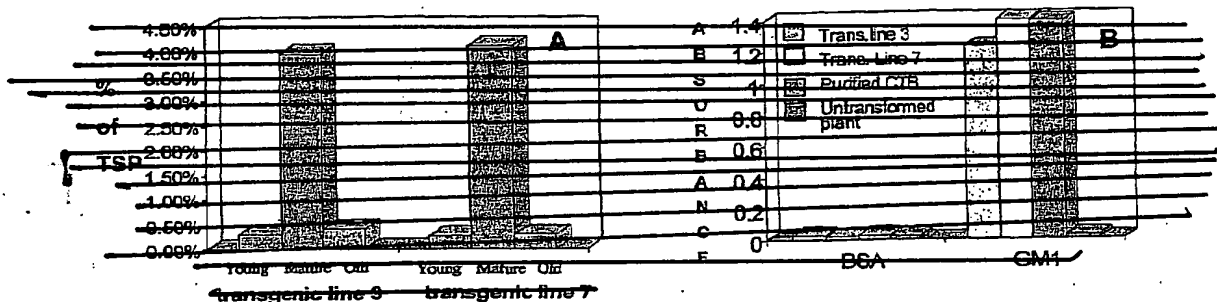 4.50%
4.00%
3.50%
3.00%
2.50%
2.00%
1.50%
1.00%
0.50%
0.00%
%
of
TSP
A
Young Mature Old
Young Mature Old
transgenic line 3
transgenic line 7
A
B
S
O
R
B
A
N
C
E
1.4
1.2
1
0.8
0.6
0.4
0.2
0
Trans.line 3
Trans. Line 7
Purified CTB
Untransformed
plant
B
BSA
GM1